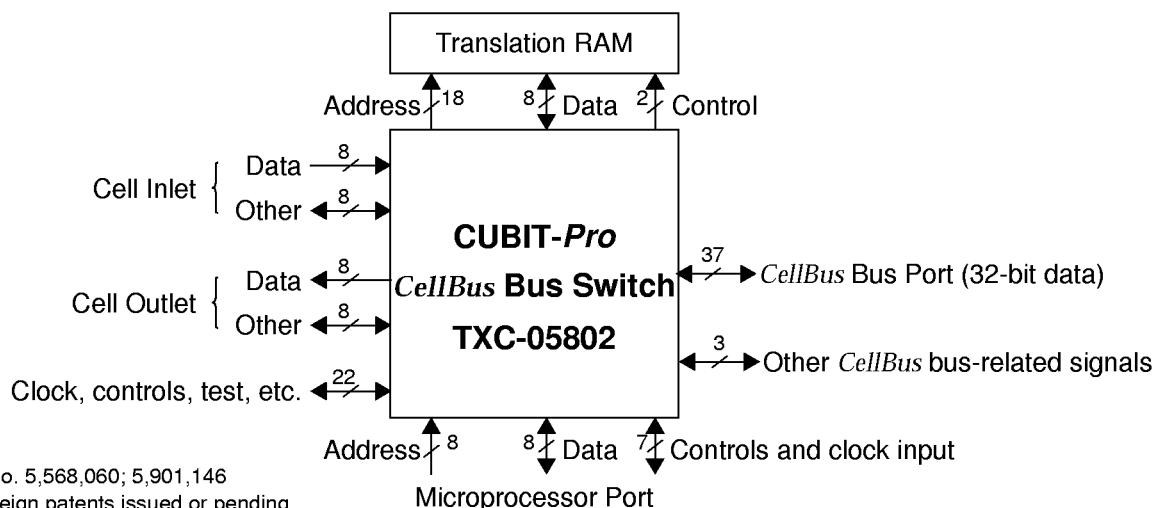 Translation RAM
Address 18 8 Data 2 Control
Cell Inlet
Data 8
Other 8
Cell Outlet
Data 8
Other 8
Clock, controls, test, etc. 22
CUBIT-Pro
CellBus Bus Switch
TXC-05802
37 CellBus Bus Port (32-bit data)
3 Other CellBus bus-related signals
Address 8 8 Data 7 Controls and clock input
Microprocessor Port
o. 5,568,060; 5,901,146
eign patents issued or pending